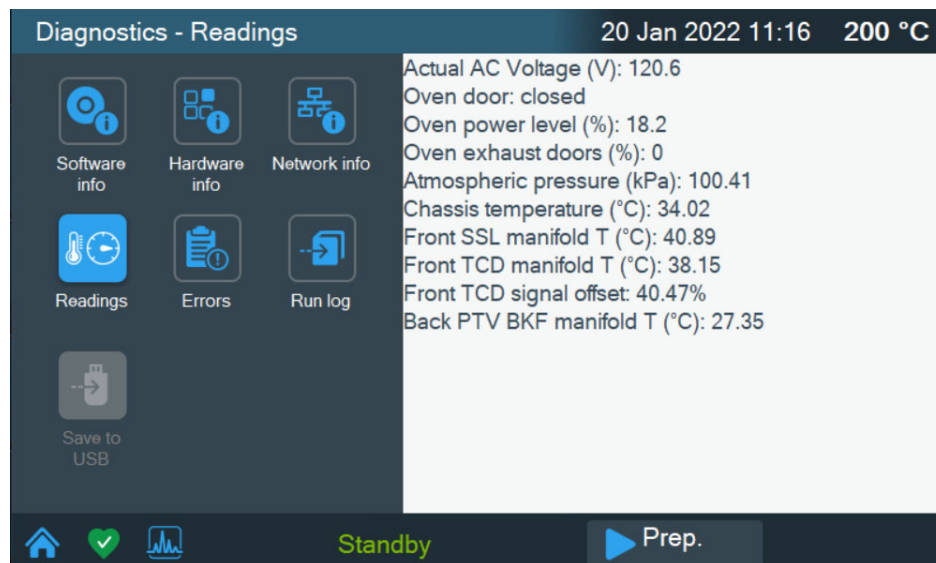 Diagnostics - Readings
20 Jan 2022 11:16
200 °C
Software
info
Hardware
info
Network info
Readings
Errors
Run log
Save to
USB
Actual AC Voltage (V): 120.6
Oven door: closed
Oven power level (%): 18.2
Oven exhaust doors (%): 0
Atmospheric pressure (kPa): 100.41
Chassis temperature (°C): 34.02
Front SSL manifold T (°C): 40.89
Front TCD manifold T (°C): 38.15
Front TCD signal offset: 40.47%
Back PTV BKF manifold T (°C): 27.35
Standby
Prep.